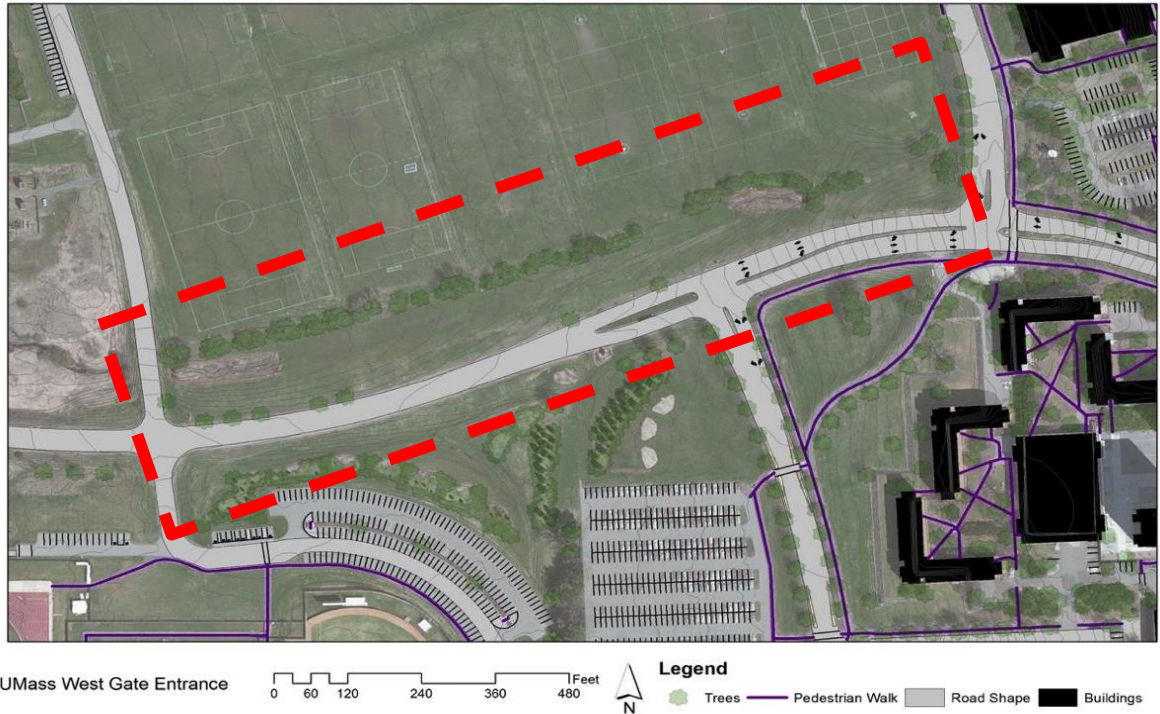 UMass West Gate Entrance
0 60 120 240 360 480 Feet
N
Legend
Trees Pedestrian Walk Road Shape Buildings